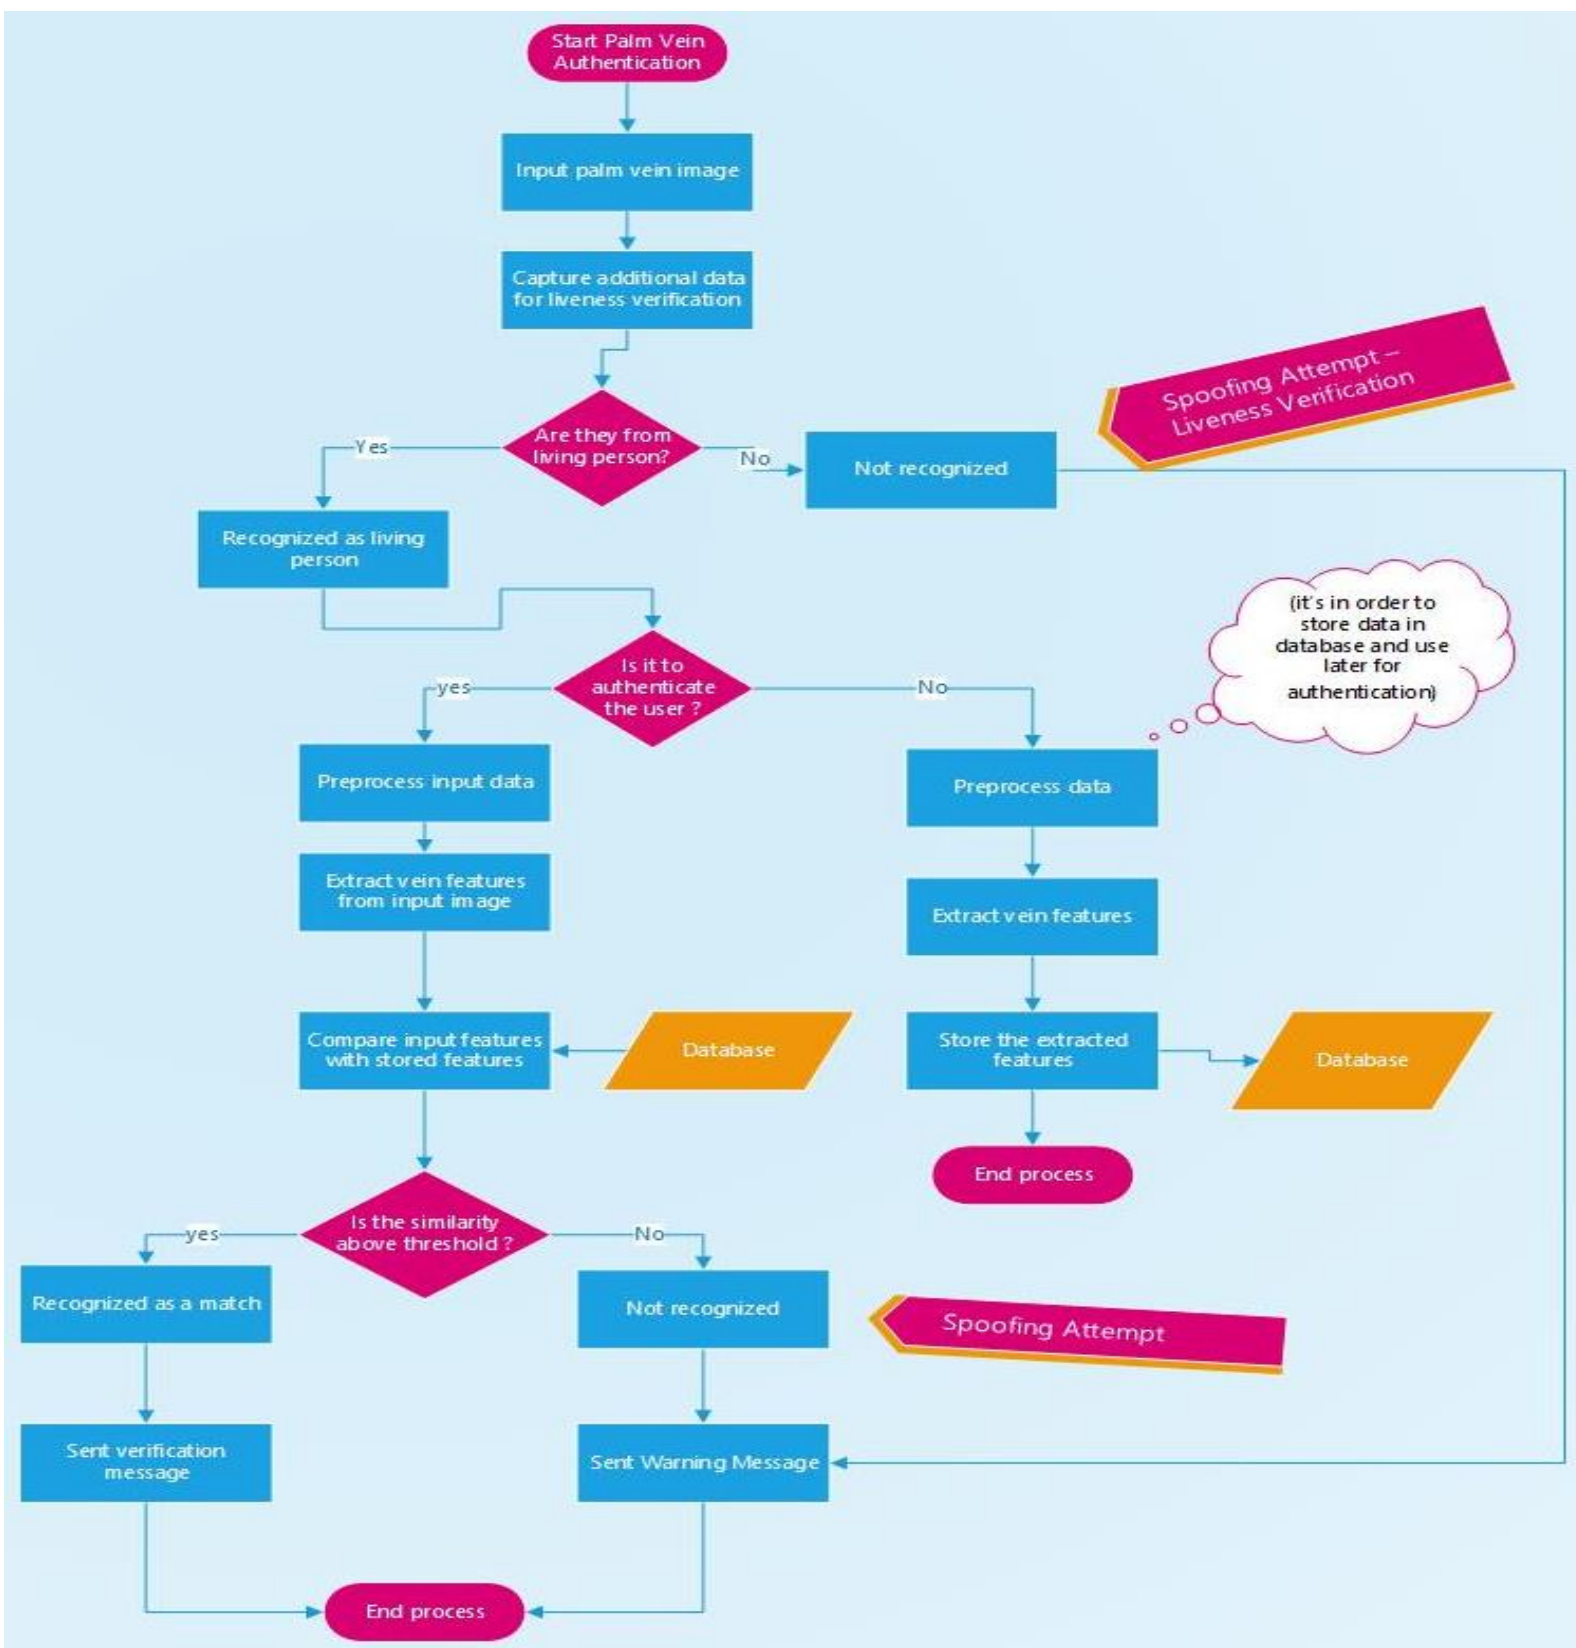 Start Palm Vein
Authentication
Input palm vein image
Capture additional data
for liveness verification
Spoofing Attempt –
Liveness Verification
Are they from
living person?
Yes
No
Not recognized
Recognized as living
person
(it's in order to
store data in
database and use
later for
authentication)
Is it to
authenticate
the user ?
yes
No
Preprocess input data
Preprocess data
Extract vein features
from input image
Extract vein features
Compare input features
with stored features
Database
Store the extracted
features
Database
End process
Is the similarity
above threshold ?
yes
No
Recognized as a match
Not recognized
Spoofing Attempt
Sent verification
message
Sent Warning Message
End process